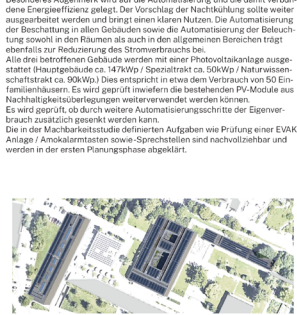 Besonderes Augenmerk wird auf die Automatisierung und die damit verbun-
dene Energieeffizienz gelegt. Der Vorschlag der Nachtkühlung sollte weiter
ausgearbeitet werden und bringt einen klaren Nutzen. Die Automatisierung
der Beschattung in allen Gebäuden sowie die Automatisierung der Beleuch-
tung sowohl in den Räumen als auch in den allgemeinen Bereichen trägt
ebenfalls zur Reduzierung des Stromverbrauchs bei.
Alle drei betroffenen Gebäude werden mit einer Photovoltaikanlage ausge-
stattet (Hauptgebäude ca. 147kWp / Spezialtrakt ca. 50kWp / Naturwissen-
schaftstrakt ca. 90kWp.) Dies entspricht in etwa dem Verbrauch von 50 Ein-
familienhäusern. Es wird geprüft inwiefern die bestehenden PV-Module aus
Nachhaltigkeitsüberlegungen weiterverwendet werden können.
Es wird geprüft, ob durch weitere Automatisierungsschritte der Eigenver-
brauch zusätzlich gesenkt werden kann.
Die in der Machbarkeitsstudie definierten Aufgaben wie Prüfung einer EVAK
Anlage / Amokalarmtasten sowie -Sprechstellen sind nachvollziehbar und
werden in der ersten Planungsphase abgeklärt.